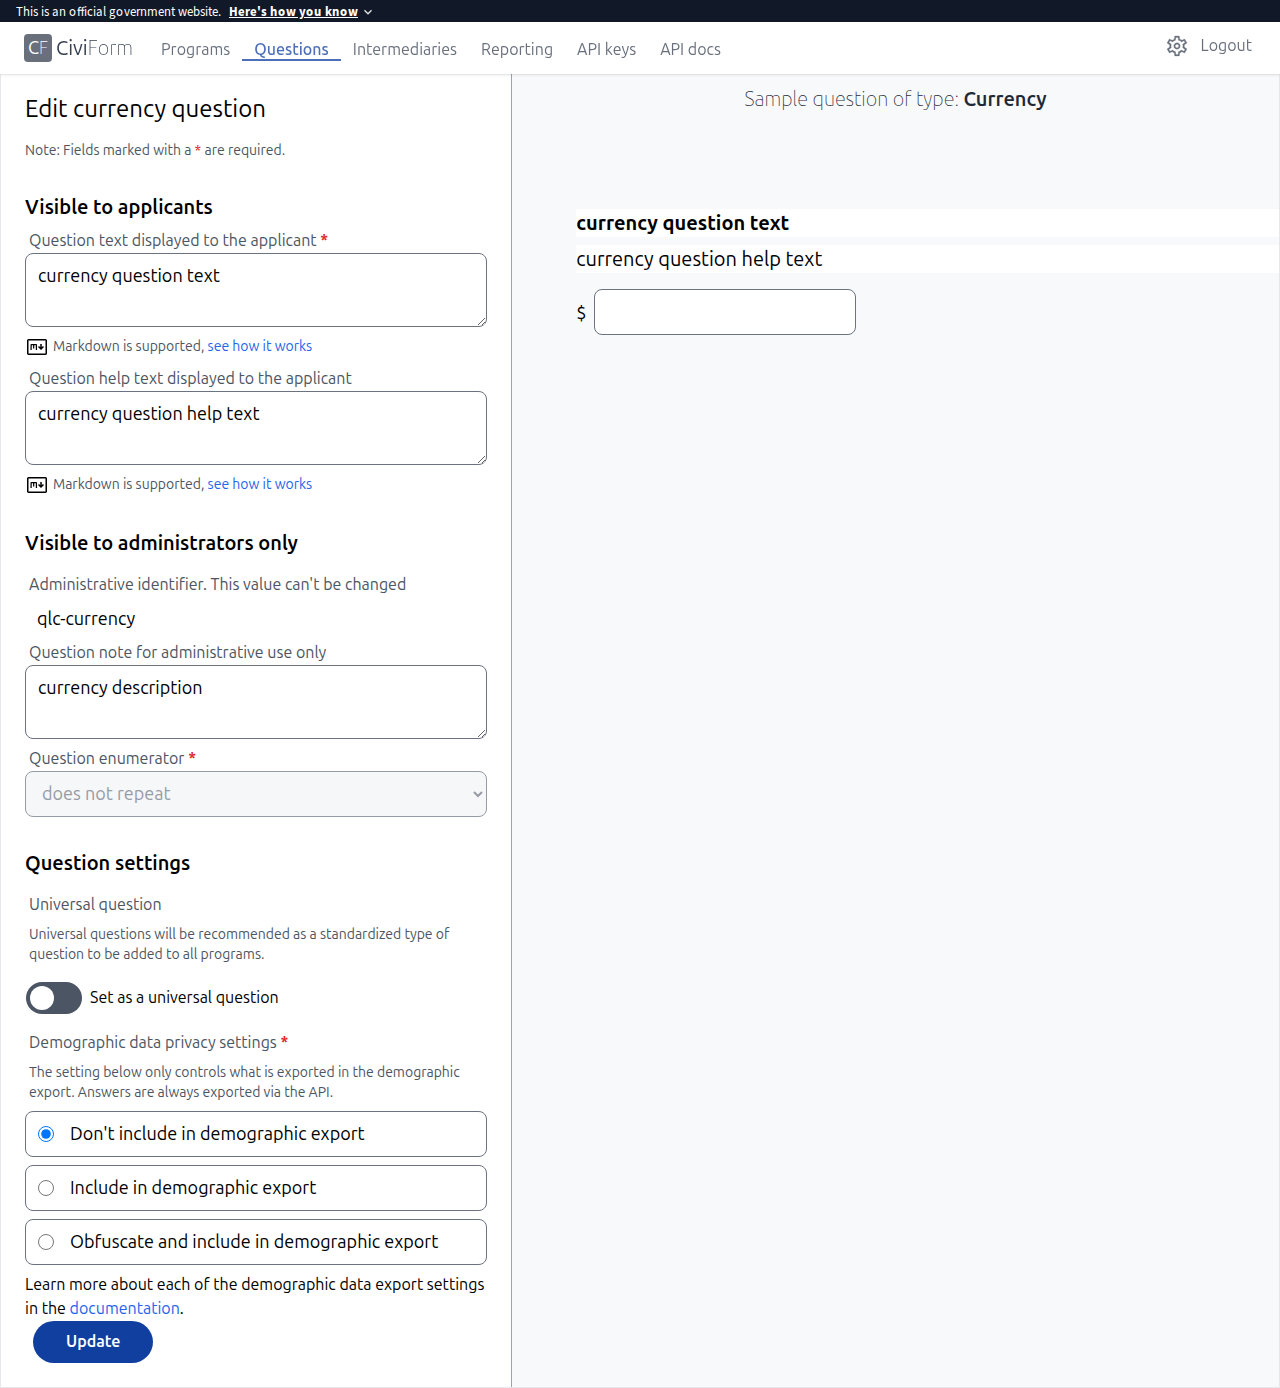 This is an official government website. Here's how you know
CF CiviForm Programs Questions Intermediaries Reporting API keys API docs Logout
Edit currency question
Note: Fields marked with a * are required.
Visible to applicants
Question text displayed to the applicant *
currency question text
Markdown is supported, see how it works
Question help text displayed to the applicant
currency question help text
Markdown is supported, see how it works
Visible to administrators only
Administrative identifier. This value can't be changed
qlc-currency
Question note for administrative use only
currency description
Question enumerator *
does not repeat
Question settings
Universal question
Universal questions will be recommended as a standardized type of
question to be added to all programs.
Set as a universal question
Demographic data privacy settings *
The setting below only controls what is exported in the demographic
export. Answers are always exported via the API.
Don't include in demographic export
Include in demographic export
Obfuscate and include in demographic export
Learn more about each of the demographic data export settings
in the documentation.
Update
Sample question of type: Currency
currency question text
currency question help text
$